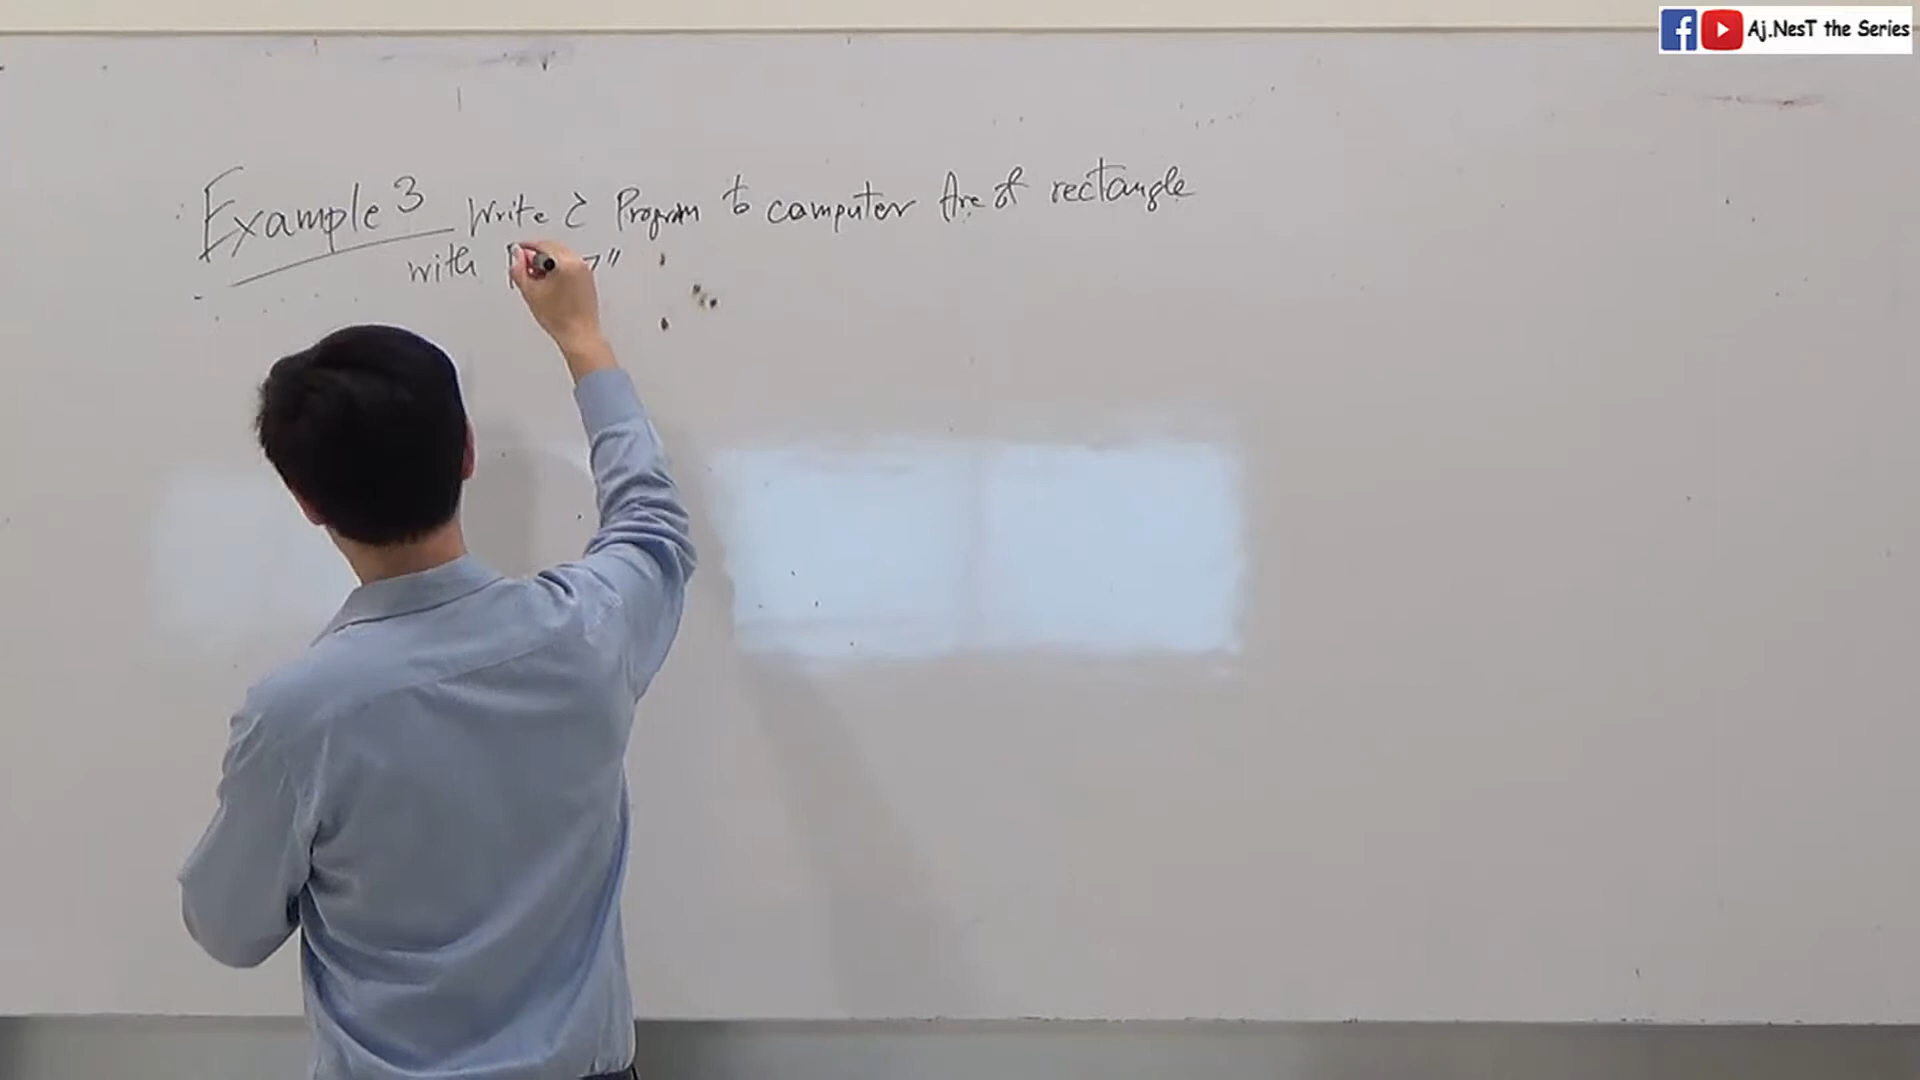 Aj.NesT the Series
Example 3 Write C Program to computer Are of rectangle
with